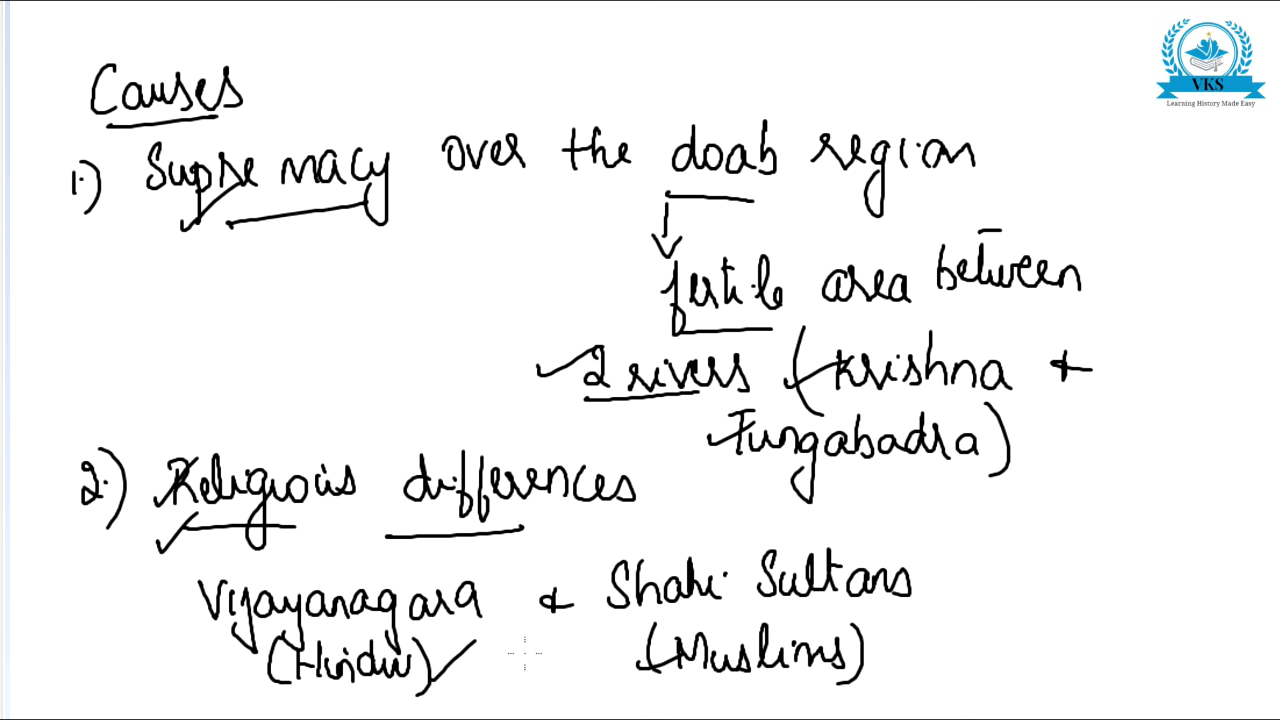 VKS
Learning History Made Easy
Causes
1.) Supremacy over the doab region
fertile area between
2 rivers (Krishna &
Tungabadra)
2.) Religious differences
Vijayanagara & Shahi Sultans
(Hindu) (Muslims)